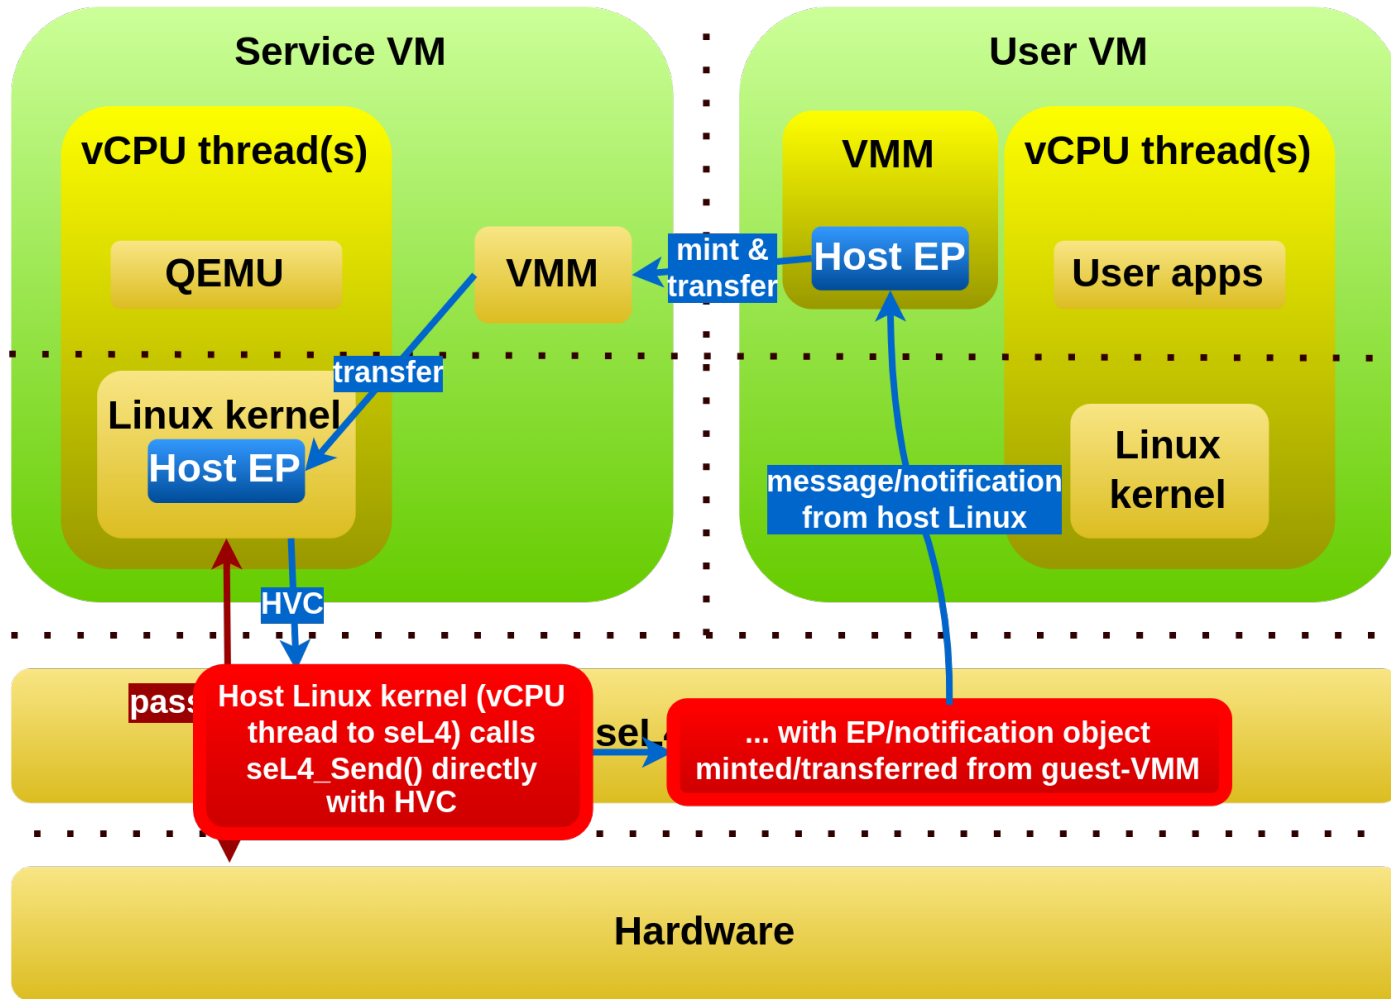 Service VM
User VM
vCPU thread(s)
VMM
vCPU thread(s)
QEMU
VMM
mint &
transfer
Host EP
User apps
transfer
Linux kernel
Host EP
Linux
kernel
message/notification
from host Linux
HVC
pass
Host Linux kernel (vCPU
thread to seL4) calls
seL4_Send() directly
with HVC
seL4
... with EP/notification object
minted/transferred from guest-VMM
Hardware